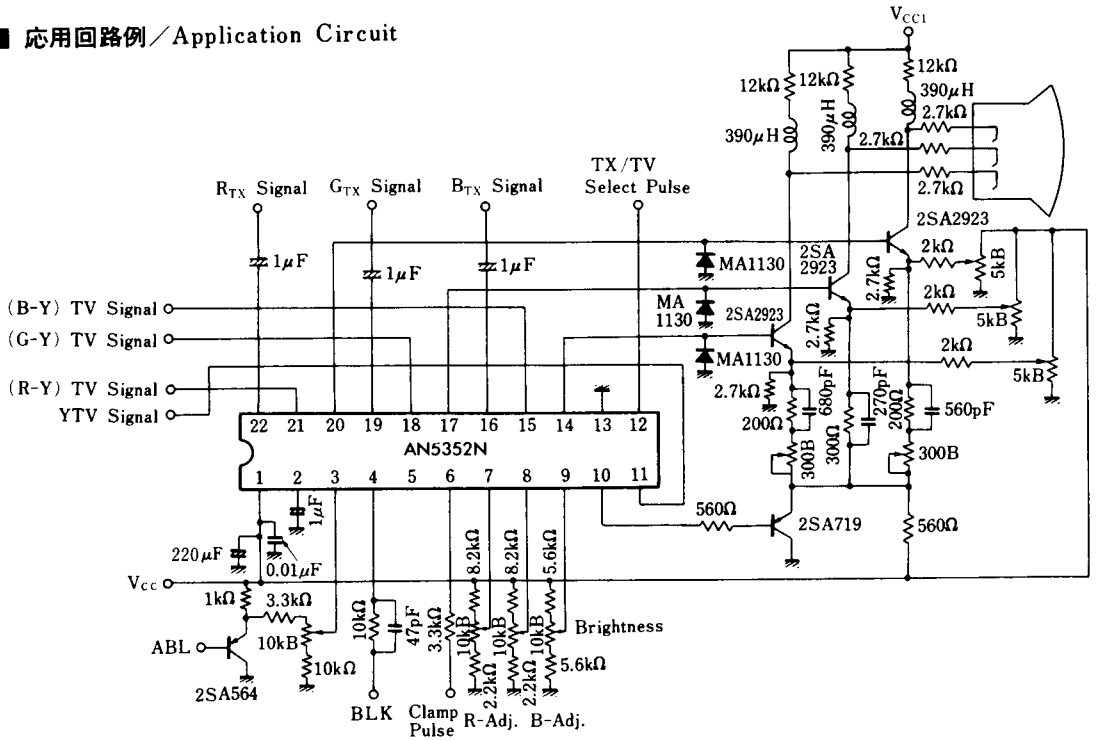 ■ 応用回路例/Application Circuit
V_CC1
12kΩ 12kΩ 12kΩ
390μH 390μH 390μH
2.7kΩ
2.7kΩ
2.7kΩ
R_TX Signal G_TX Signal B_TX Signal TX/TV Select Pulse
1μF 1μF 1μF
2SA2923
2SA 2923
2SA2923
MA1130
MA 1130
MA1130
2kΩ 5kB
2kΩ 5kB
2kΩ 5kB
2.7kΩ 2.7kΩ 2.7kΩ
(B-Y) TV Signal
(G-Y) TV Signal
(R-Y) TV Signal
YTV Signal
680pF 270pF 560pF
200Ω 300Ω 200Ω
300B 300B
22 21 20 19 18 17 16 15 14 13 12
AN5352N
1 2 3 4 5 6 7 8 9 10 11
560Ω 2SA719 560Ω
1μF
220μF 0.01μF
V_CC
8.2kΩ 8.2kΩ 5.6kΩ
1kΩ 3.3kΩ
10kB
10kΩ
ABL
2SA564
10kΩ 47pF
3.3kΩ
10kB 10kB 10kB Brightness
2.2kΩ 2.2kΩ 5.6kΩ
BLK Clamp Pulse R-Adj. B-Adj.